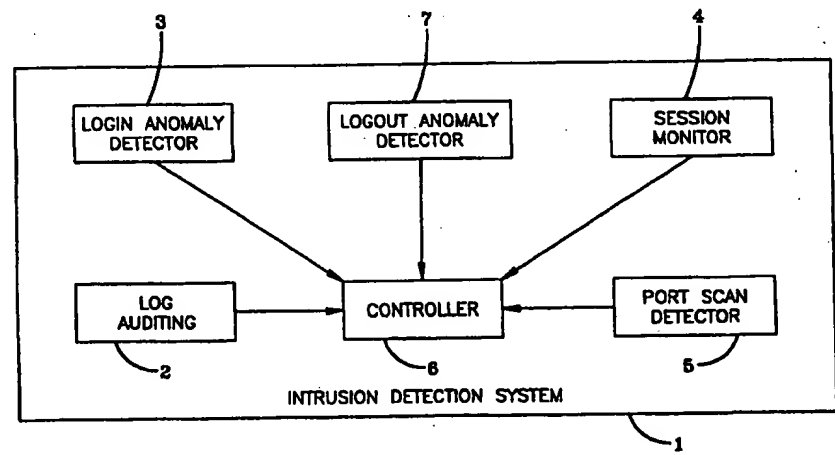 3
7
4
LOGIN ANOMALY
DETECTOR
LOGOUT ANOMALY
DETECTOR
SESSION
MONITOR
LOG
AUDITING
CONTROLLER
PORT SCAN
DETECTOR
2
6
5
INTRUSION DETECTION SYSTEM
1